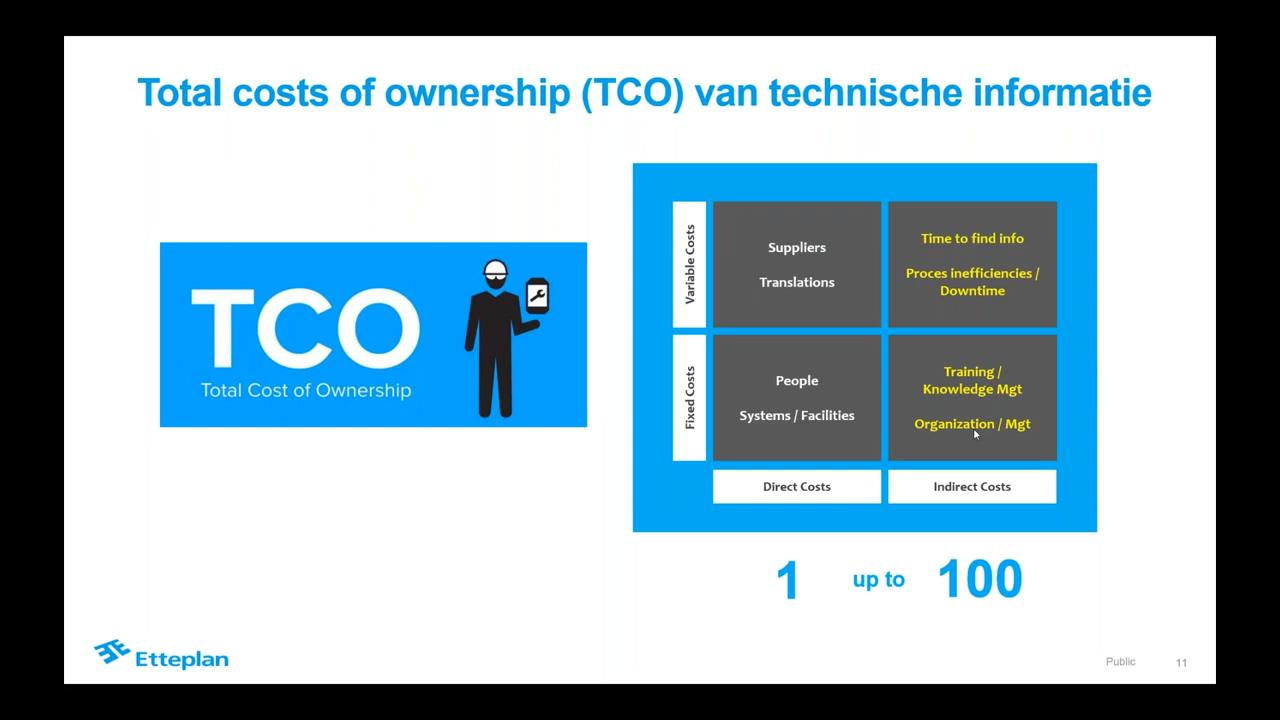 Total costs of ownership (TCO) van technische informatie
TCO
Total Cost of Ownership
Variable Costs
Suppliers
Translations
Time to find info
Proces inefficiencies /
Downtime
Fixed Costs
People
Systems / Facilities
Training /
Knowledge Mgt
Organization / Mgt
Direct Costs
Indirect Costs
1 up to 100
Etteplan
Public 11